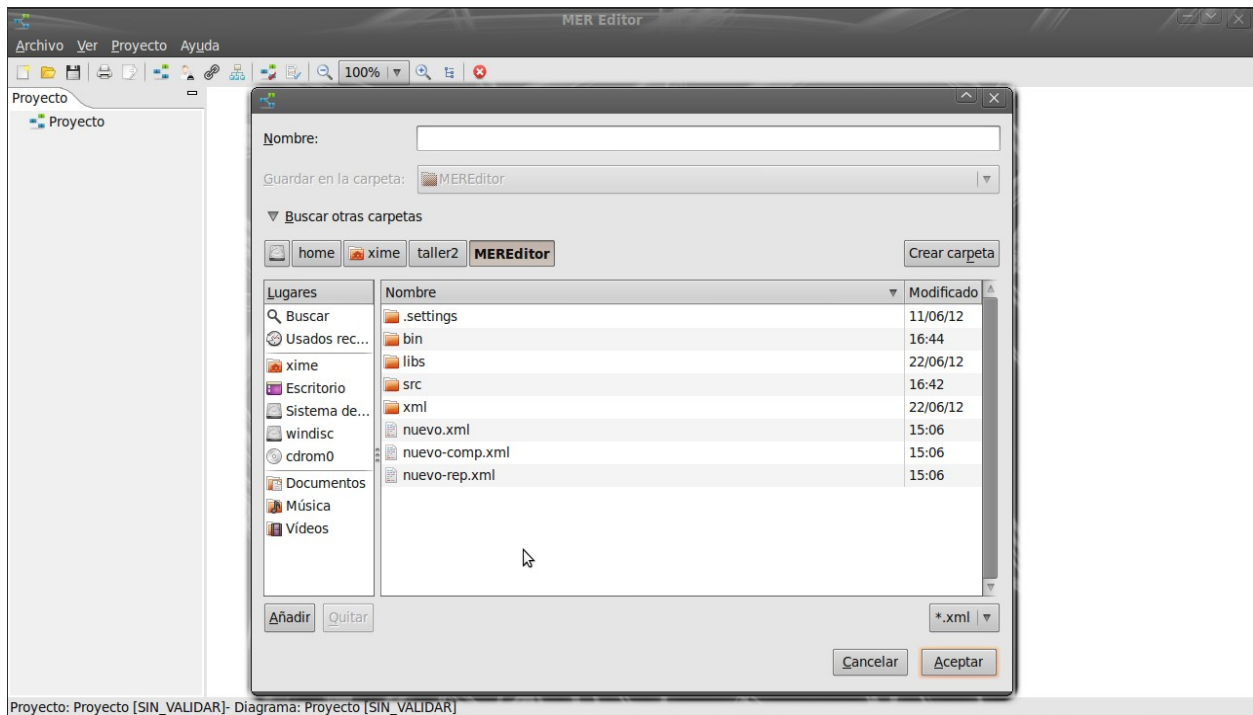 MER Editor
Archivo Ver Proyecto Ayuda
100%
Proyecto
Proyecto
Nombre:
Guardar en la carpeta: MEREditor
Buscar otras carpetas
home xime taller2 MEREditor Crear carpeta
Lugares Nombre Modificado
Buscar .settings 11/06/12
Usados rec... bin 16:44
libs 22/06/12
xime
Escritorio src 16:42
Sistema de... xml 22/06/12
windisc nuevo.xml 15:06
cdrom0 nuevo-comp.xml 15:06
Documentos nuevo-rep.xml 15:06
Música
Vídeos
Añadir Quitar *.xml
Cancelar Aceptar
Proyecto: Proyecto [SIN_VALIDAR]- Diagrama: Proyecto [SIN_VALIDAR]